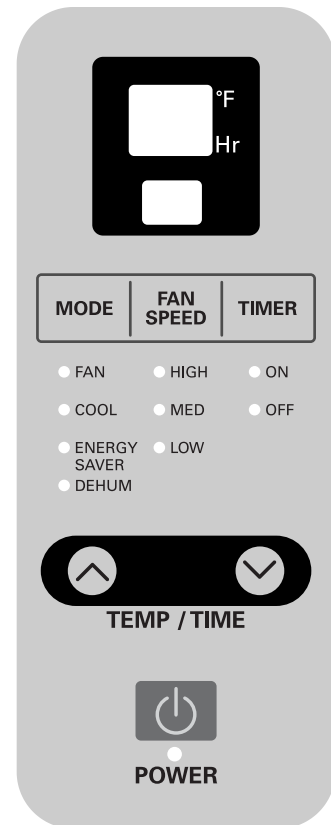 °F
Hr
MODE
FAN
SPEED
TIMER
FAN
HIGH
ON
COOL
MED
OFF
ENERGY
SAVER
LOW
DEHUM
TEMP / TIME
POWER